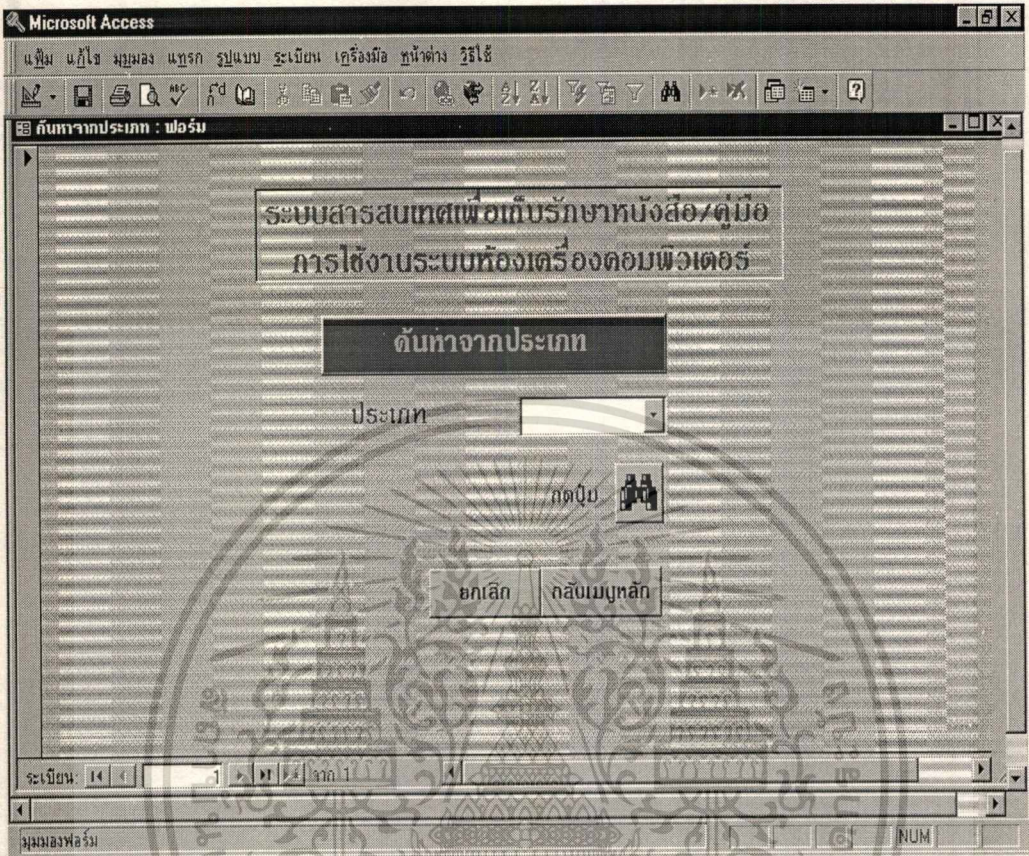 Microsoft Access
แฟ้ม แก้ไข มุมมอง แทรก รูปแบบ ระเบียน เครื่องมือ หน้าต่าง วิธีใช้
ค้นหาจากประเภท : ฟอร์ม
ระบบสารสนเทศเพื่อเก็บรักษาหนังสือ/คู่มือ
การใช้งานระบบห้องเครื่องคอมพิวเตอร์
ค้นหาจากประเภท
ประเภท
กดปุ่ม
ยกเลิก กลับเมนูหลัก
ระเบียน: 1 จาก 1
มุมมองฟอร์ม NUM